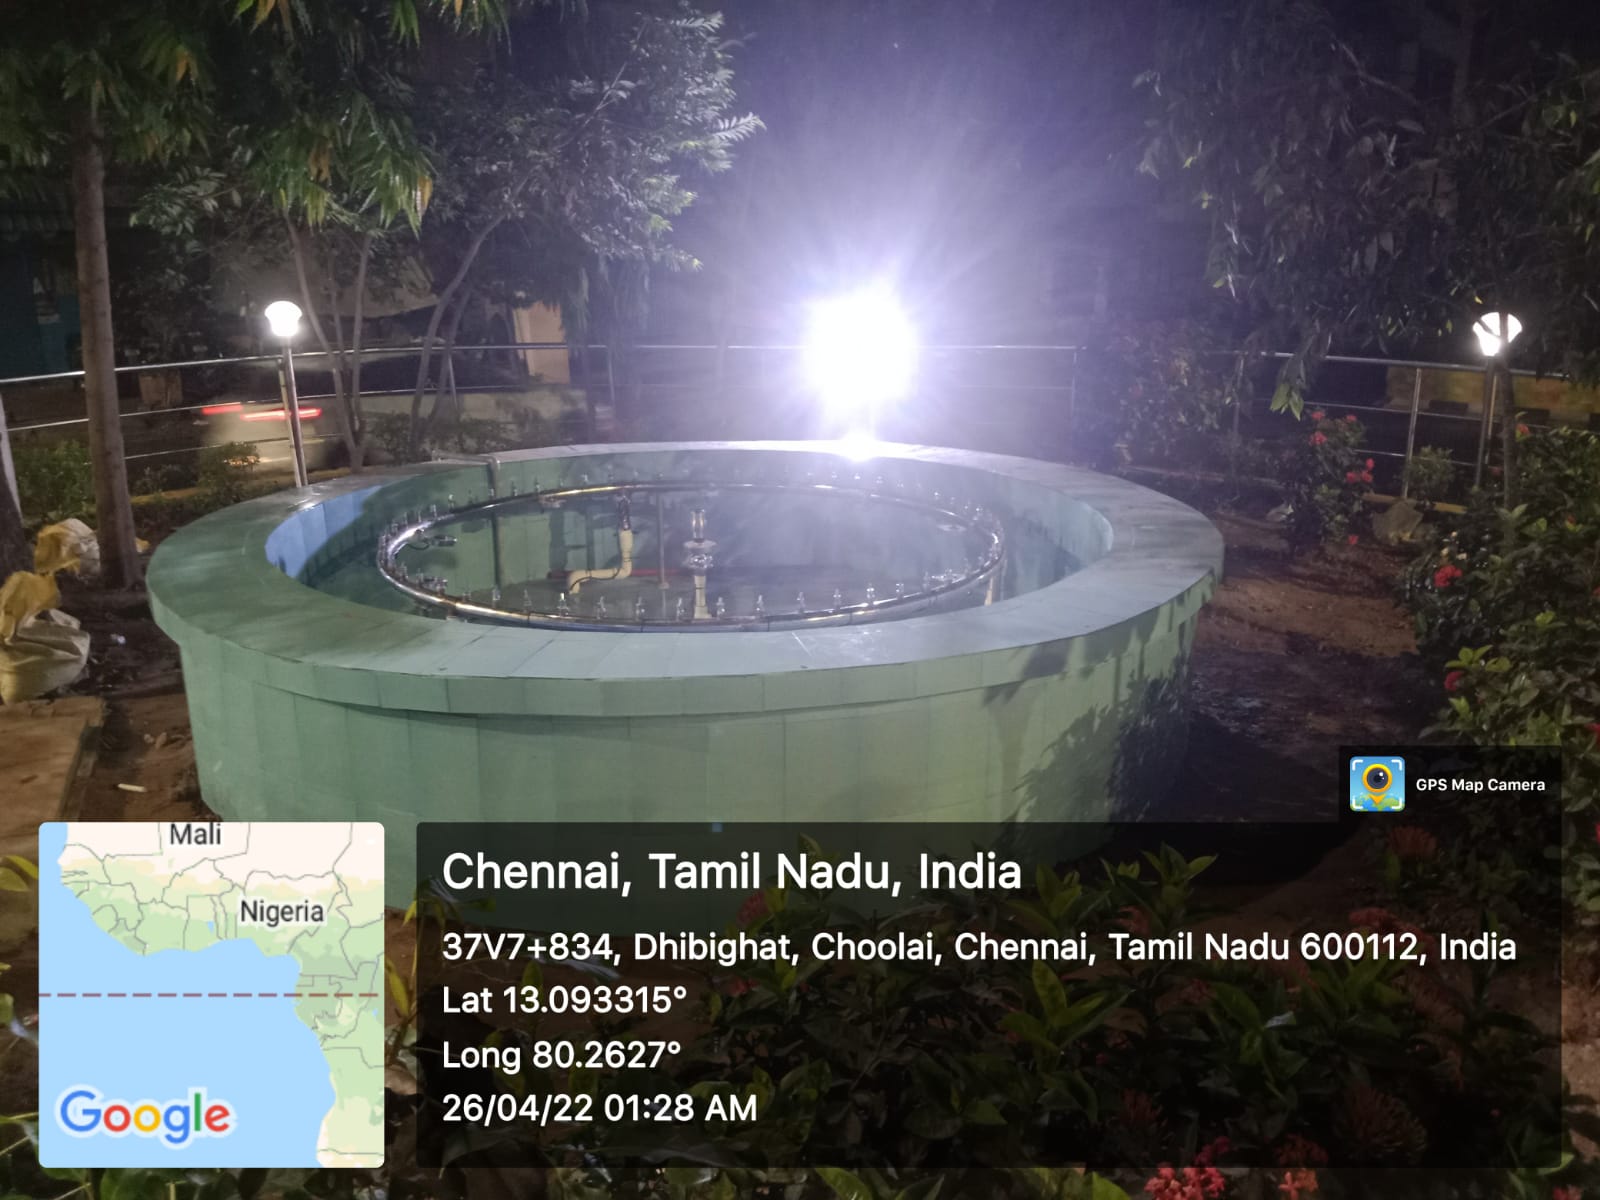 GPS Map Camera
Mali
Nigeria
Google
Chennai, Tamil Nadu, India
37V7+834, Dhibighat, Choolai, Chennai, Tamil Nadu 600112, India
Lat 13.093315°
Long 80.2627°
26/04/22 01:28 AM